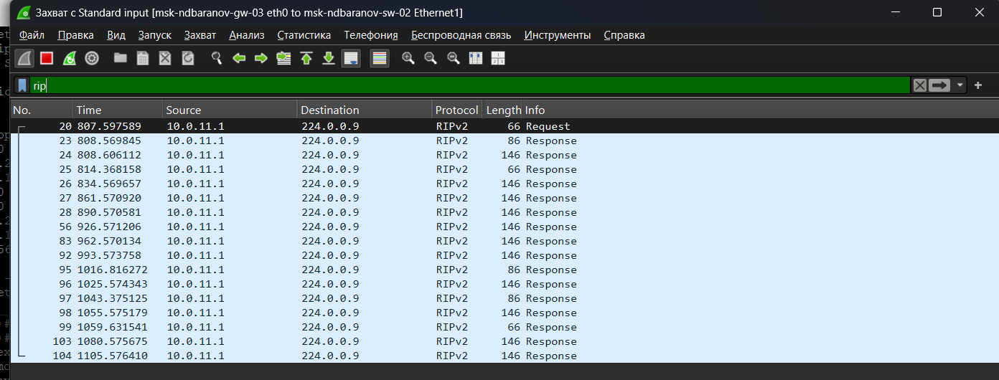 Захват с Standard input [msk-ndbaranov-gw-03 eth0 to msk-ndbaranov-sw-02 Ethernet1]
Файл Правка Вид Запуск Захват Анализ Статистика Телефония Беспроводная связь Инструменты Справка
rip
No. Time Source Destination Protocol Length Info
20 807.597589 10.0.11.1 224.0.0.9 RIPv2 66 Request
23 808.569845 10.0.11.1 224.0.0.9 RIPv2 86 Response
24 808.606112 10.0.11.1 224.0.0.9 RIPv2 146 Response
25 814.368158 10.0.11.1 224.0.0.9 RIPv2 66 Response
26 834.569657 10.0.11.1 224.0.0.9 RIPv2 146 Response
27 861.570920 10.0.11.1 224.0.0.9 RIPv2 146 Response
28 890.570581 10.0.11.1 224.0.0.9 RIPv2 146 Response
56 926.571206 10.0.11.1 224.0.0.9 RIPv2 146 Response
83 962.570134 10.0.11.1 224.0.0.9 RIPv2 146 Response
92 993.573758 10.0.11.1 224.0.0.9 RIPv2 146 Response
95 1016.816272 10.0.11.1 224.0.0.9 RIPv2 86 Response
96 1025.574343 10.0.11.1 224.0.0.9 RIPv2 146 Response
97 1043.375125 10.0.11.1 224.0.0.9 RIPv2 86 Response
98 1055.575179 10.0.11.1 224.0.0.9 RIPv2 146 Response
99 1059.631541 10.0.11.1 224.0.0.9 RIPv2 66 Response
103 1080.575675 10.0.11.1 224.0.0.9 RIPv2 146 Response
104 1105.576410 10.0.11.1 224.0.0.9 RIPv2 146 Response